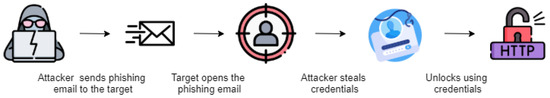 HTTP
Attacker sends phishing
email to the target
Target opens the
phishing email
Attacker steals
credentials
Unlocks using
credentials